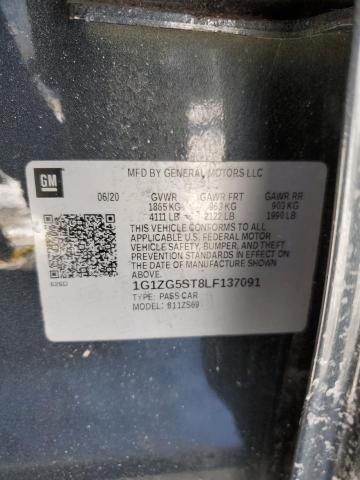 MFD BY GENERAL MOTORS LLC
GM
06/20 GVWR GAWR FRT GAWR RR
1865 KG 963 KG 903 KG
4111 LB 2122 LB 1990 LB
THIS VEHICLE CONFORMS TO ALL
APPLICABLE U.S. FEDERAL MOTOR
VEHICLE SAFETY, BUMPER, AND THEFT
PREVENTION STANDARDS IN EFFECT ON
THE DATE OF MANUFACTURE SHOWN
ABOVE.
1G1ZG5ST8LF137091
TYPE: PASS CAR
MODEL: 811ZS69